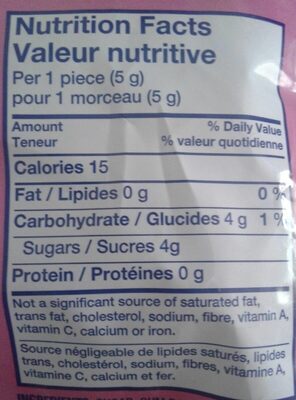 Nutrition Facts
Valeur nutritive
Per 1 piece (5 g)
pour 1 morceau (5 g)
Amount % Daily Value
Teneur % valeur quotidienne
Calories 15
Fat / Lipides 0 g 0 %
Carbohydrate / Glucides 4 g 1 %
Sugars / Sucres 4g
Protein / Protéines 0 g
Not a significant source of saturated fat,
trans fat, cholesterol, sodium, fibre, vitamin A,
vitamin C, calcium or iron.
Source négligeable de lipides saturés, lipides
trans, cholestérol, sodium, fibres, vitamine A,
vitamine C, calcium et fer.